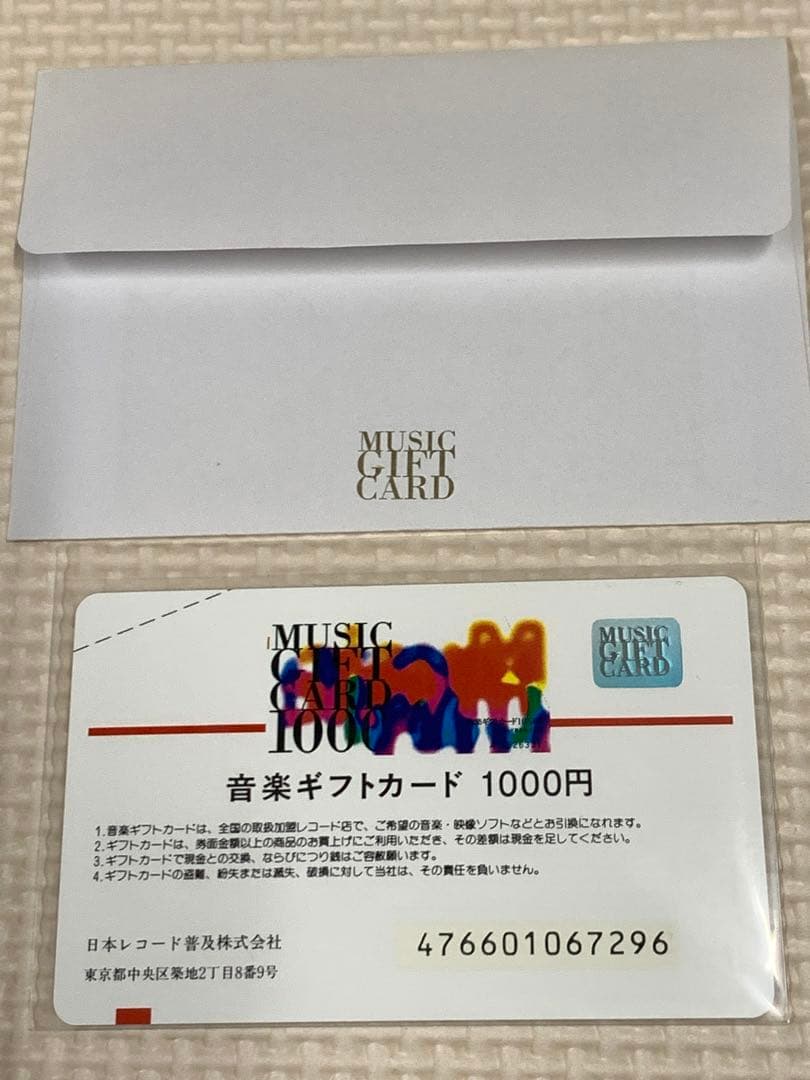 MUSIC
GIFT
CARD
MUSIC
GIFT
CARD
1000
MUSIC
GIFT
CARD
音楽ギフトカード 1000円
1.音楽ギフトカードは、全国の取扱加盟レコード店で、ご希望の音楽・映像ソフトなどとお引換になれます。
2.ギフトカードは、券面金額以上の商品のお買上げにご利用いただき、その差額は現金を足してください。
3.ギフトカードで現金との交換、ならびにつり銭はご容赦願います。
4.ギフトカードの盗難、紛失または滅失、破損に対して当社は、その責任を負いません。
日本レコード普及株式会社
476601067296
東京都中央区築地2丁目8番9号